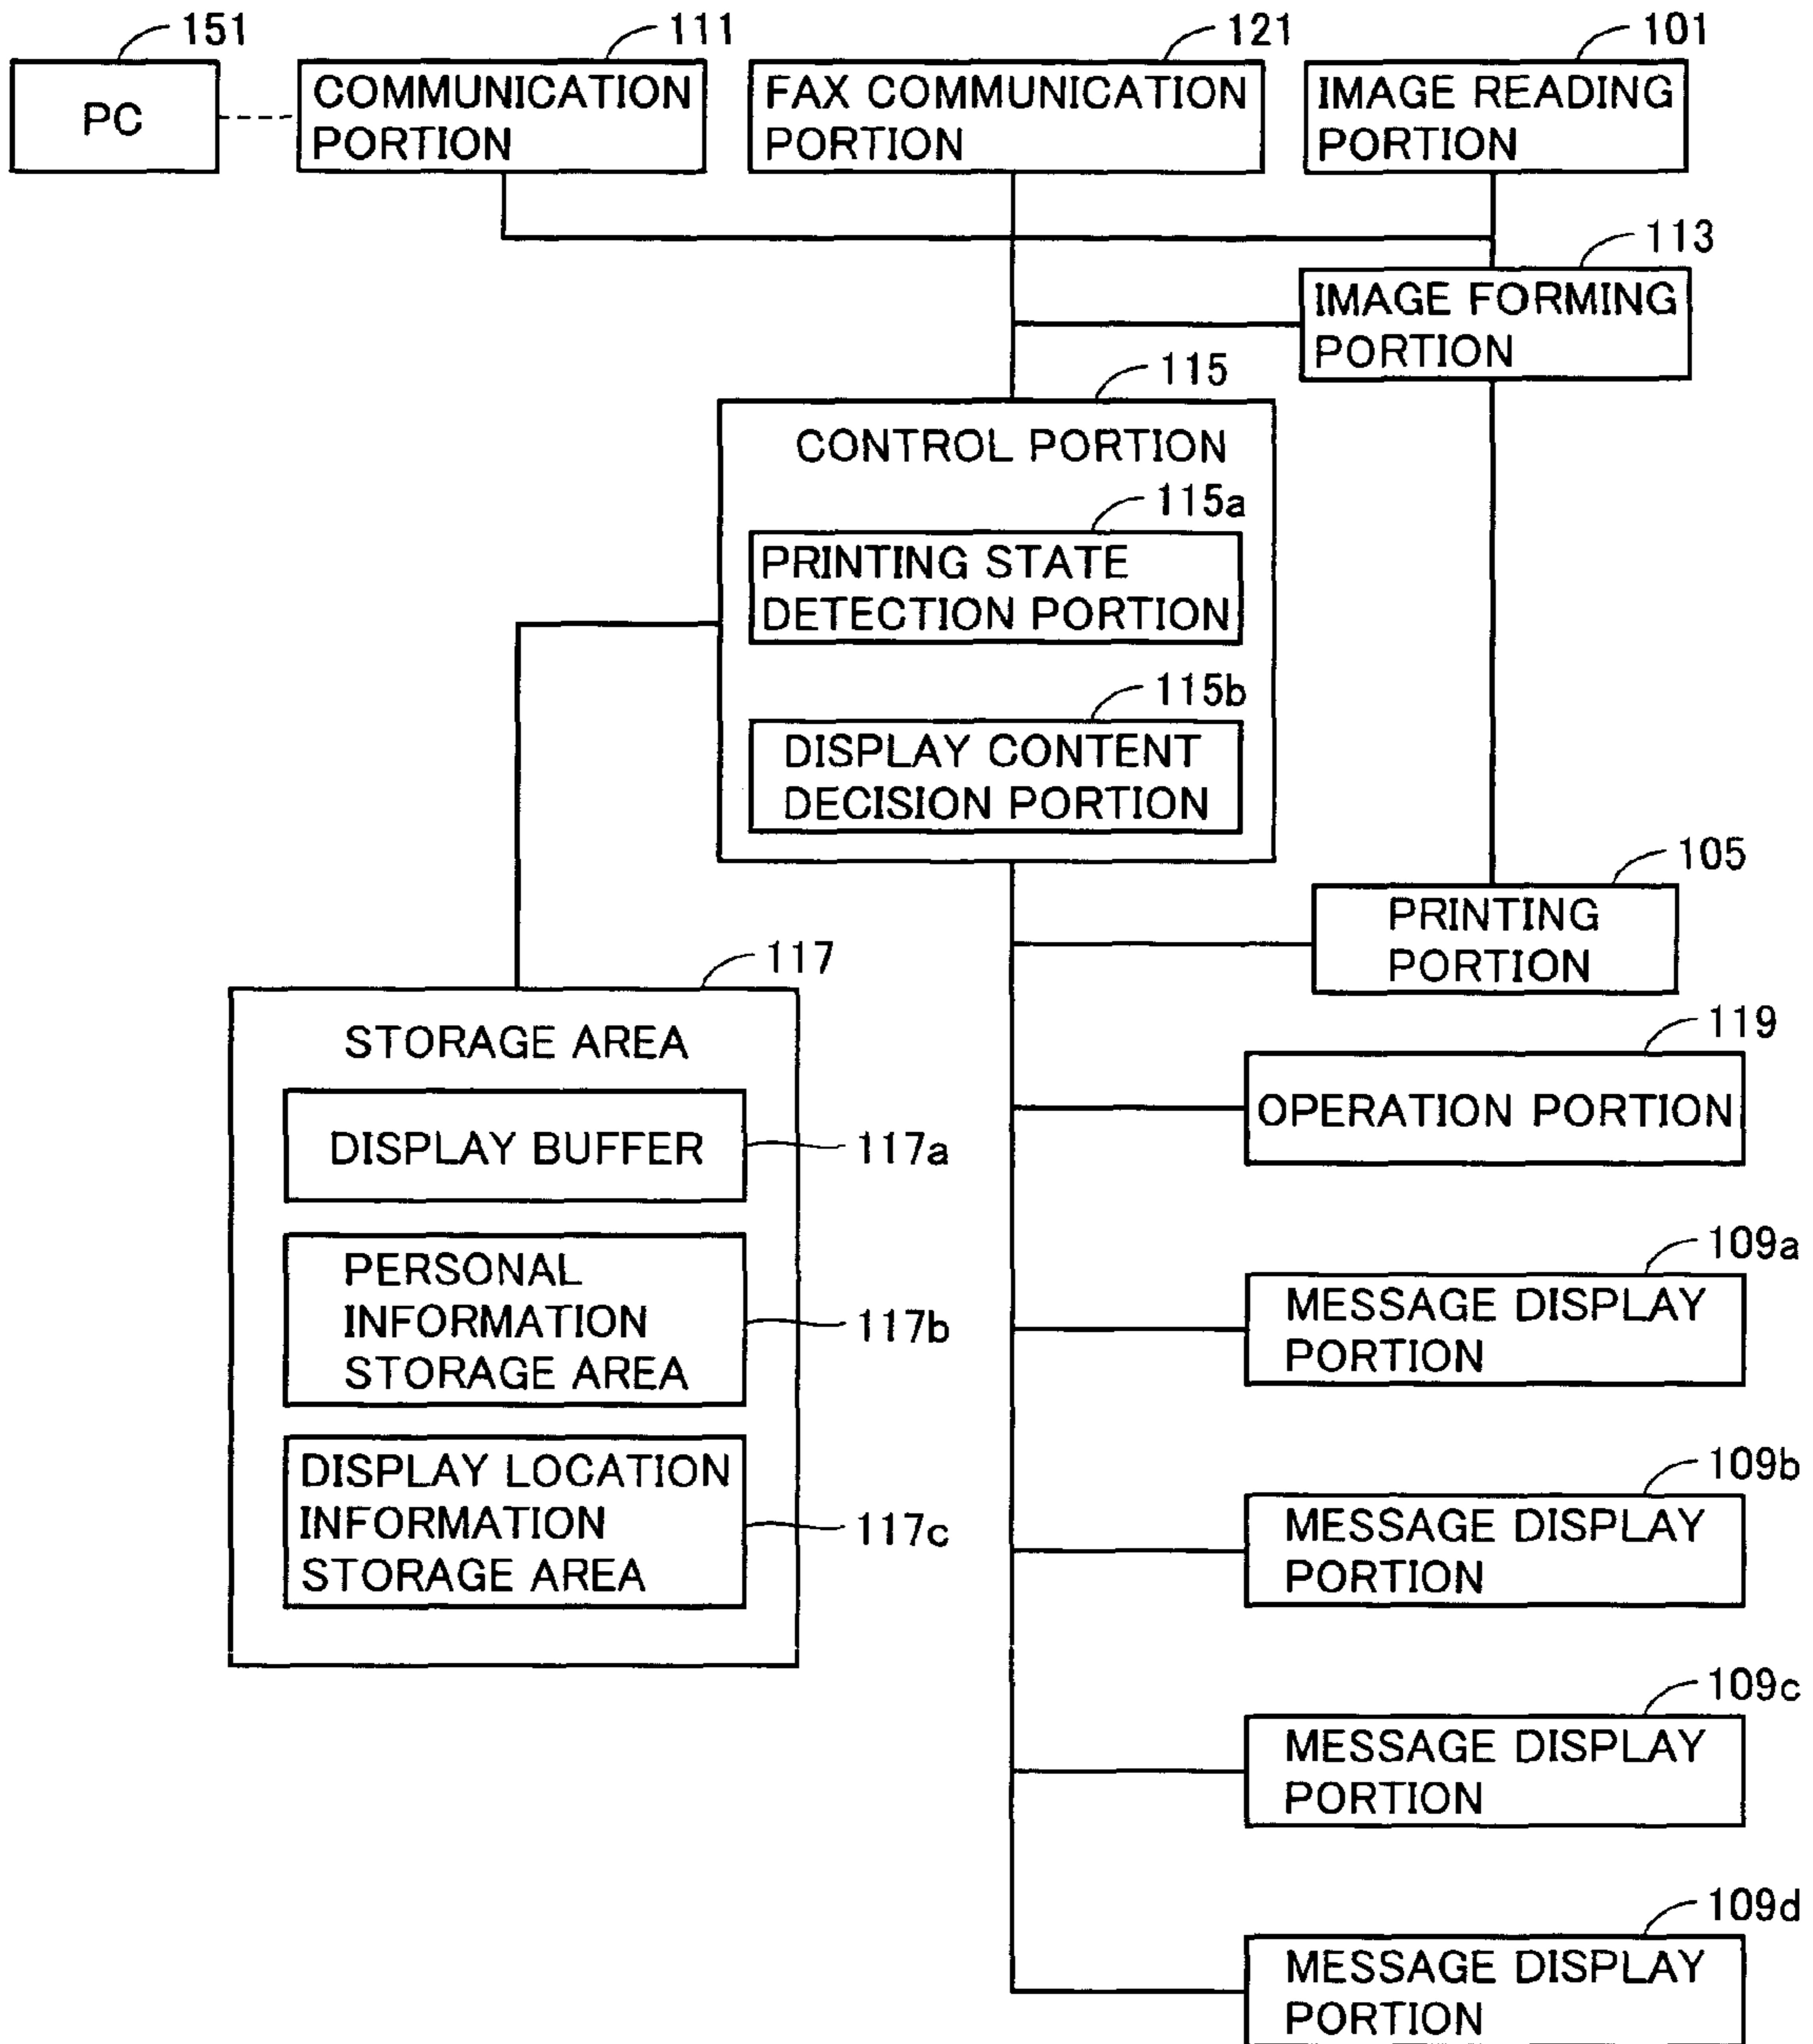 151
PC
111
COMMUNICATION
PORTION
121
FAX COMMUNICATION
PORTION
101
IMAGE READING
PORTION
113
IMAGE FORMING
PORTION
115
CONTROL PORTION
115a
PRINTING STATE
DETECTION PORTION
115b
DISPLAY CONTENT
DECISION PORTION
105
PRINTING
PORTION
117
STORAGE AREA
DISPLAY BUFFER
117a
PERSONAL
INFORMATION
STORAGE AREA
117b
DISPLAY LOCATION
INFORMATION
STORAGE AREA
117c
119
OPERATION PORTION
109a
MESSAGE DISPLAY
PORTION
109b
MESSAGE DISPLAY
PORTION
109c
MESSAGE DISPLAY
PORTION
109d
MESSAGE DISPLAY
PORTION